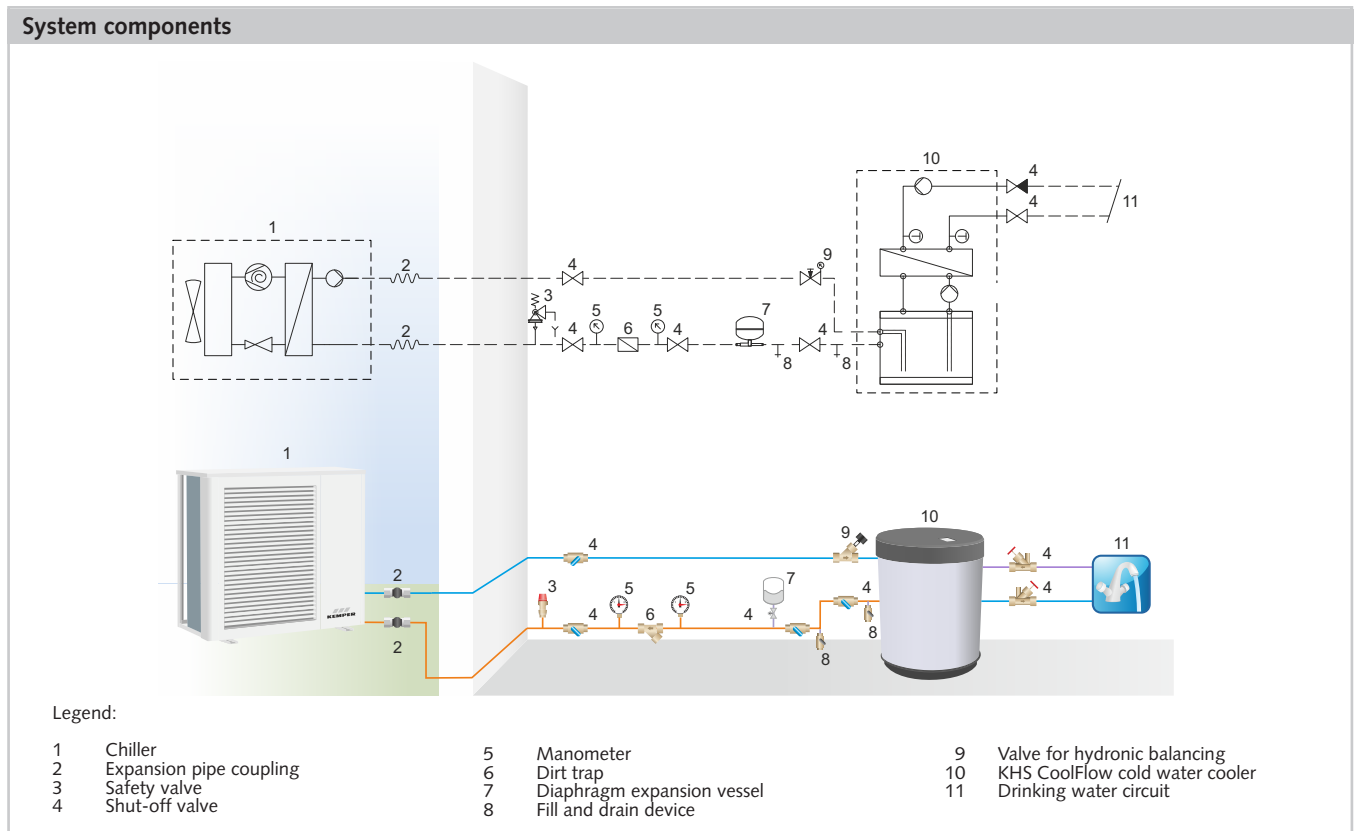 System components
10
4
11
4
1
2
4
9
3
5
5
7
2
4
6
4
4
8
8
1
10
4
9
4
11
2
3
5
5
7
4
4
KEMPER
4
6
4
2
8
8
Legend:
1 Chiller
2 Expansion pipe coupling
3 Safety valve
4 Shut-off valve
5 Manometer
6 Dirt trap
7 Diaphragm expansion vessel
8 Fill and drain device
9 Valve for hydronic balancing
10 KHS CoolFlow cold water cooler
11 Drinking water circuit